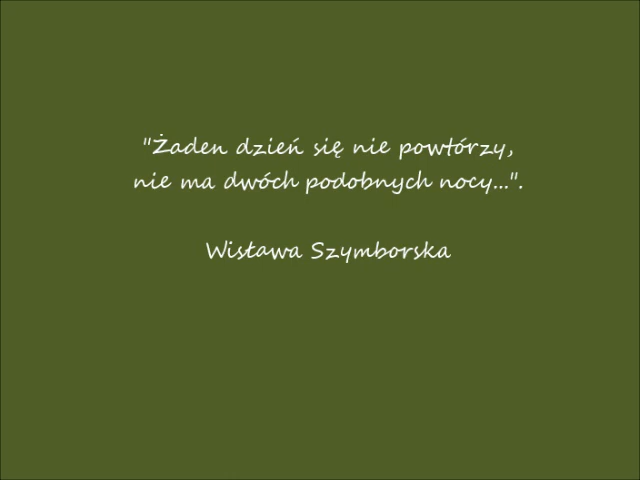 "Żaden dzień się nie powtórzy,
nie ma dwóch podobnych nocy...".
Wisława Szymborska